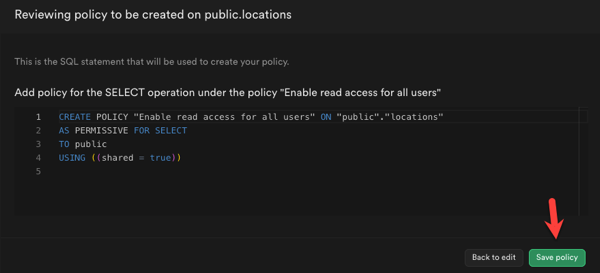 Reviewing policy to be created on public.locations
This is the SQL statement that will be used to create your policy.
Add policy for the SELECT operation under the policy "Enable read access for all users"
1 CREATE POLICY "Enable read access for all users" ON "public"."locations"
2 AS PERMISSIVE FOR SELECT
3 TO public
4 USING ((shared = true))
5
Back to edit Save policy